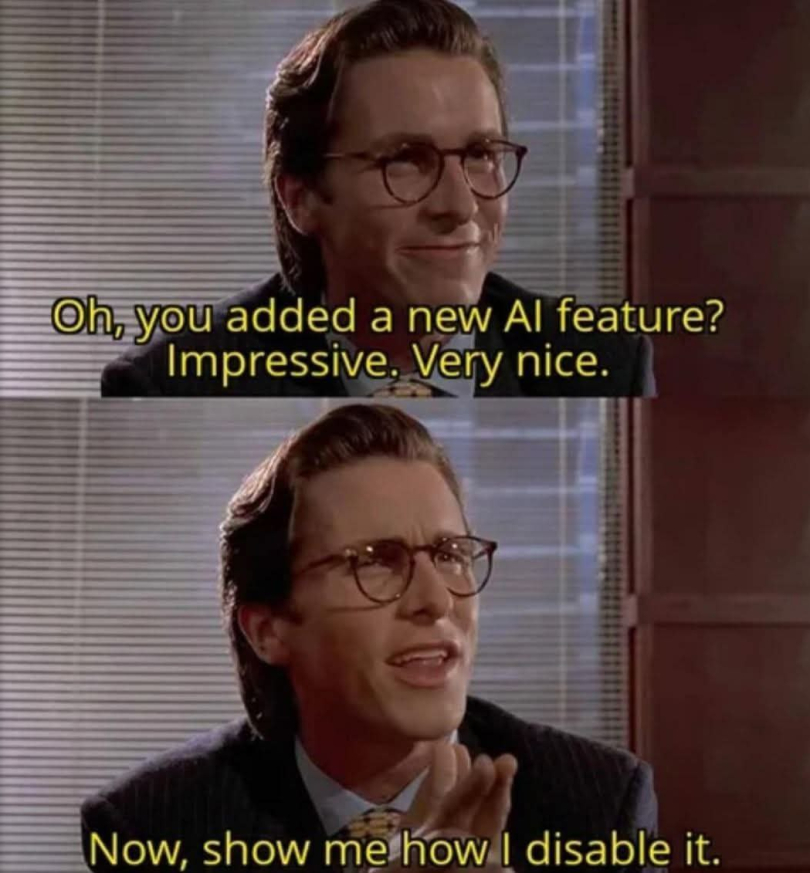 Oh, you added a new AI feature?
Impressive. Very nice.
Now, show me how I disable it.